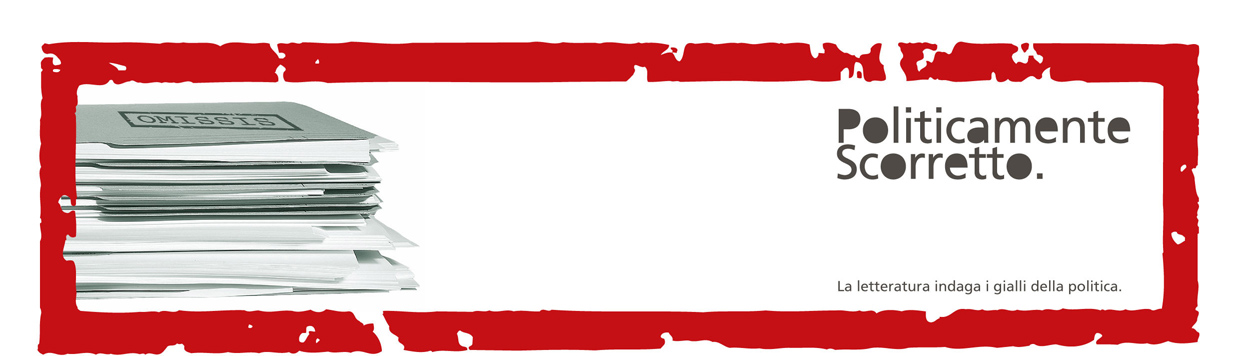 OMISSIS
Politicamente
Scorretto.
La letteratura indaga i gialli della politica.